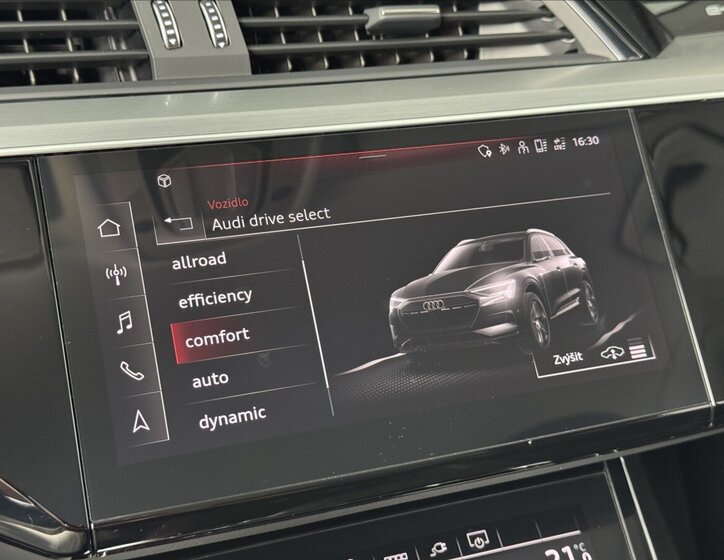 16:30
Vozidlo
Audi drive select
allroad
efficiency
comfort
auto
dynamic
Zvýšit